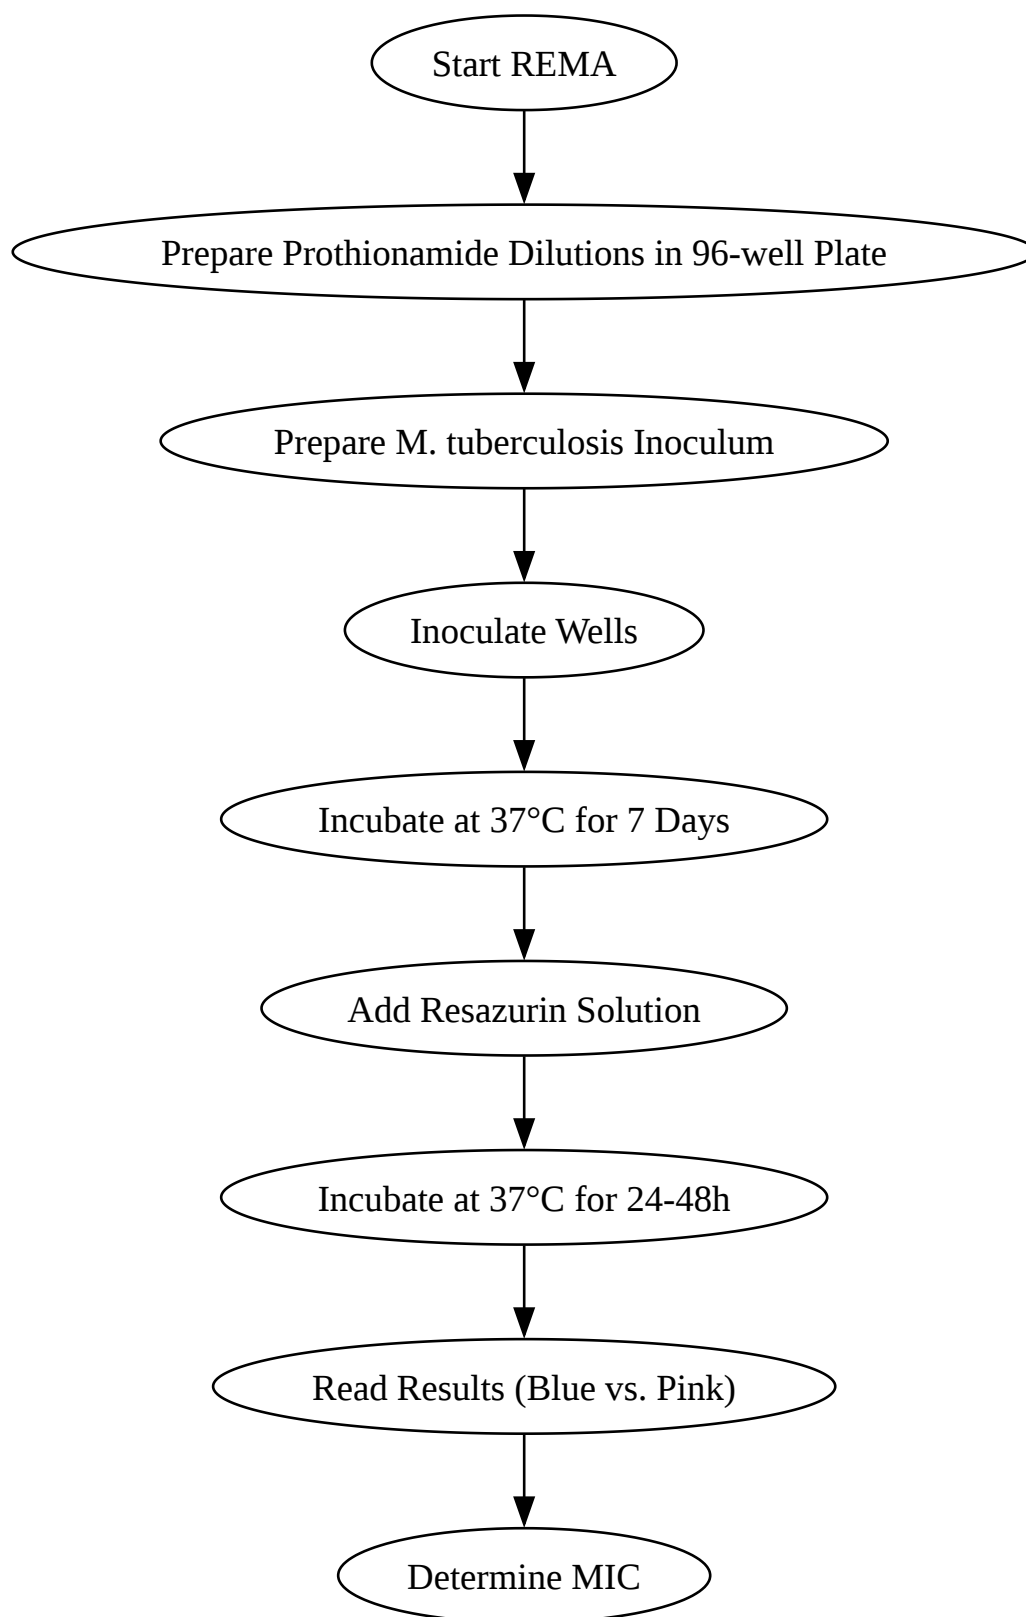 Start REMA
Prepare Prothionamide Dilutions in 96-well Plate
Prepare M. tuberculosis Inoculum
Inoculate Wells
Incubate at 37°C for 7 Days
Add Resazurin Solution
Incubate at 37°C for 24-48h
Read Results (Blue vs. Pink)
Determine MIC